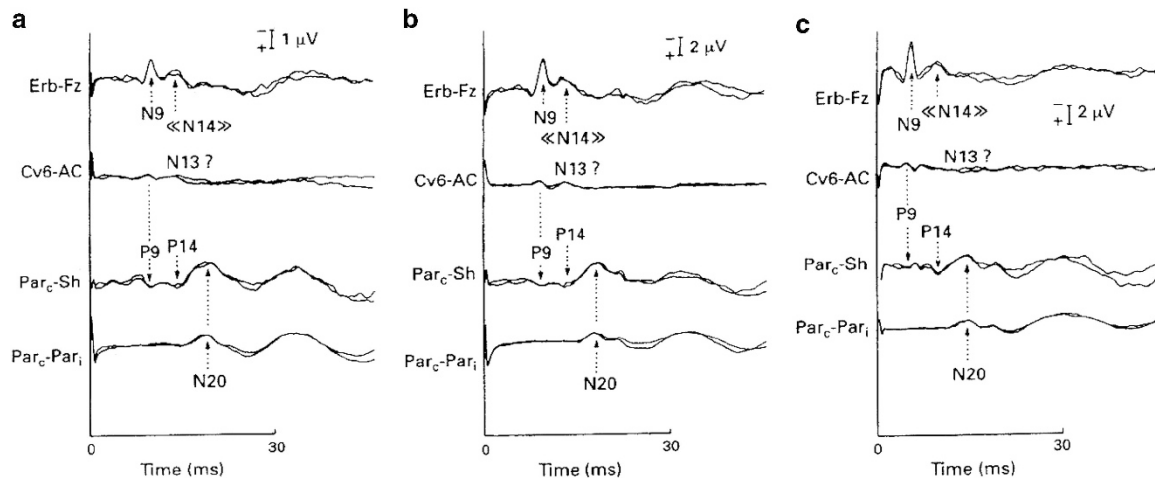 a
− + 1 µV
Erb-Fz
N9
≪N14≫
N13 ?
Cv6-AC
P9
P14
Parc-Sh
Parc-Pari
N20
0
30
Time (ms)
b
− + 2 µV
Erb-Fz
N9
≪N14≫
N13 ?
Cv6-AC
P9
P14
Parc-Sh
Parc-Pari
N20
0
30
Time (ms)
c
Erb-Fz
− + 2 µV
N9
≪N14≫
N13 ?
Cv6-AC
P9
P14
Parc-Sh
Parc-Pari
N20
0
30
Time (ms)